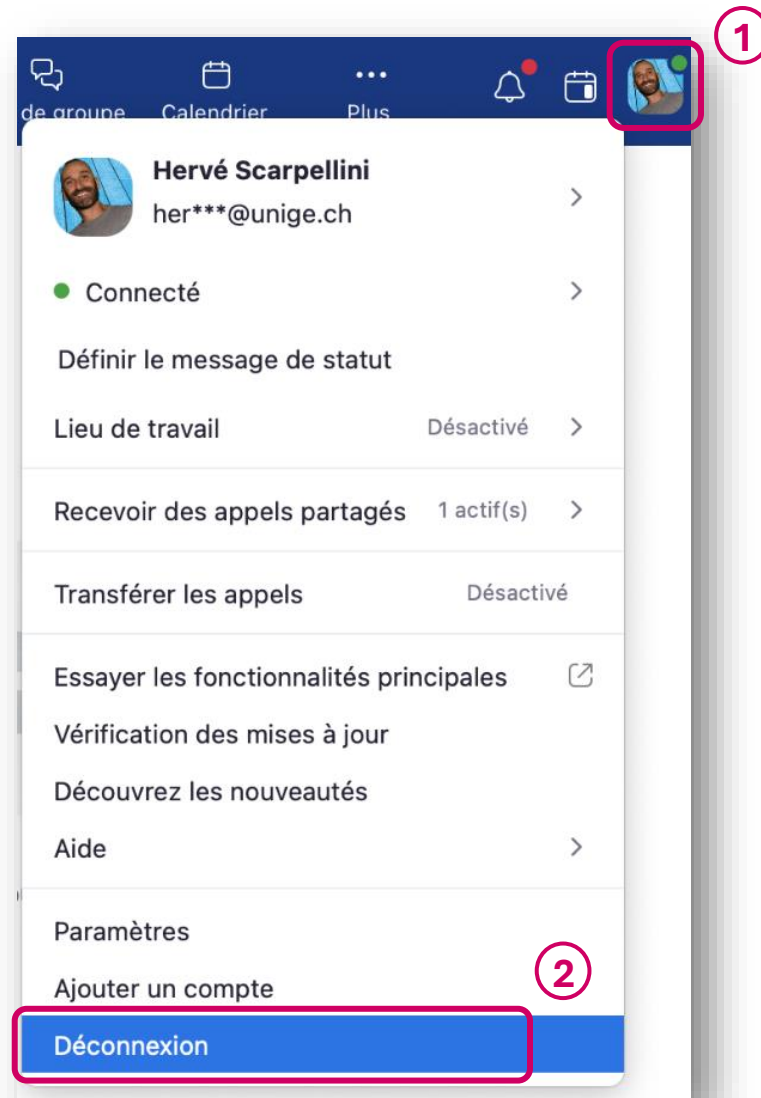 1
de groupe
Calendrier
Plus
Hervé Scarpellini
her***@unige.ch
Connecté
Définir le message de statut
Lieu de travail Désactivé
Recevoir des appels partagés 1 actif(s)
Transférer les appels Désactivé
Essayer les fonctionnalités principales
Vérification des mises à jour
Découvrez les nouveautés
Aide
Paramètres
Ajouter un compte
2
Déconnexion